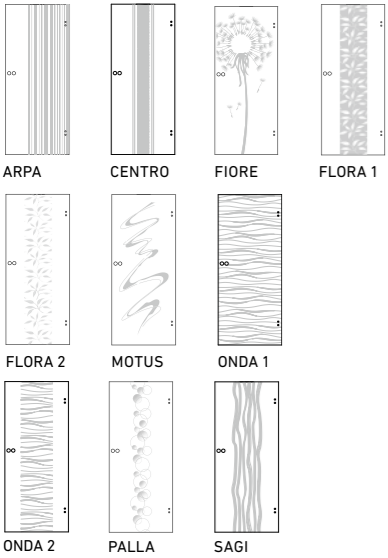 ARPA CENTRO FIORE FLORA 1
FLORA 2 MOTUS ONDA 1
ONDA 2 PALLA SAGI